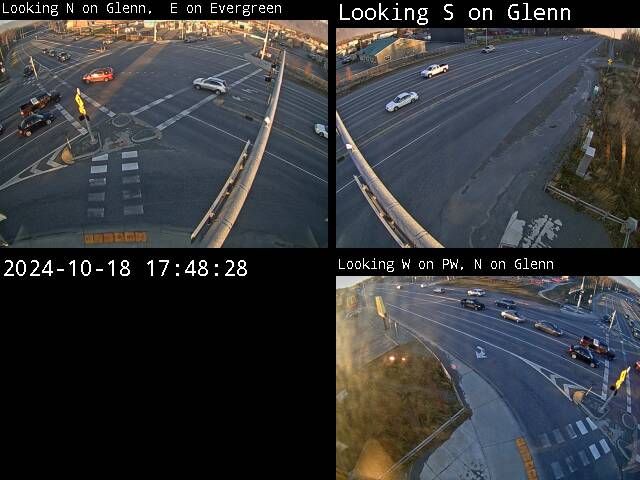 Looking N on Glenn, E on Evergreen
Looking S on Glenn
2024-10-18 17:48:28
Looking W on PW, N on Glenn